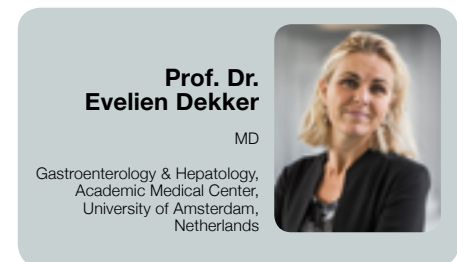 Prof. Dr.
Evelien Dekker
MD
Gastroenterology & Hepatology,
Academic Medical Center,
University of Amsterdam,
Netherlands